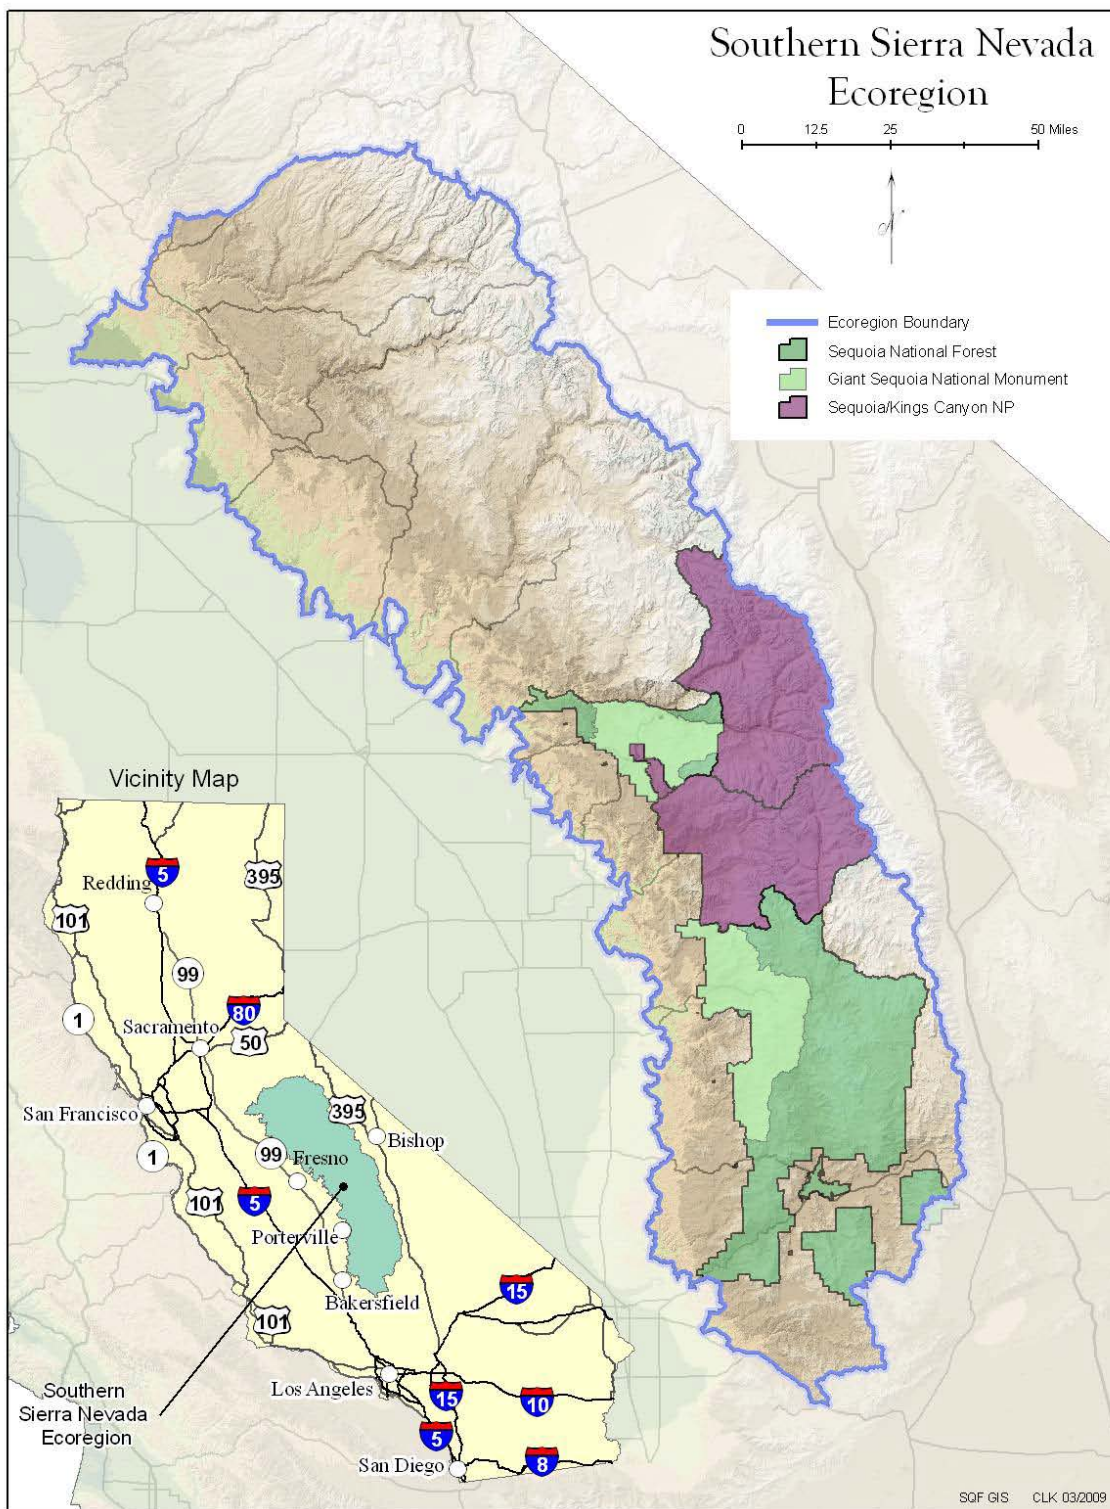 Southern Sierra Nevada
Ecoregion
0 12.5 25 50 Miles
N
Ecoregion Boundary
Sequoia National Forest
Giant Sequoia National Monument
Sequoia/Kings Canyon NP
Vicinity Map
5
395
Redding
101
99
80
1
Sacramento
50
San Francisco
395
Bishop
1
99
Fresno
101
5
Porterville
15
Bakersfield
101
Los Angeles
15
10
Southern
Sierra Nevada
Ecoregion
5
San Diego
8
SQF GIS CLK 03/2009